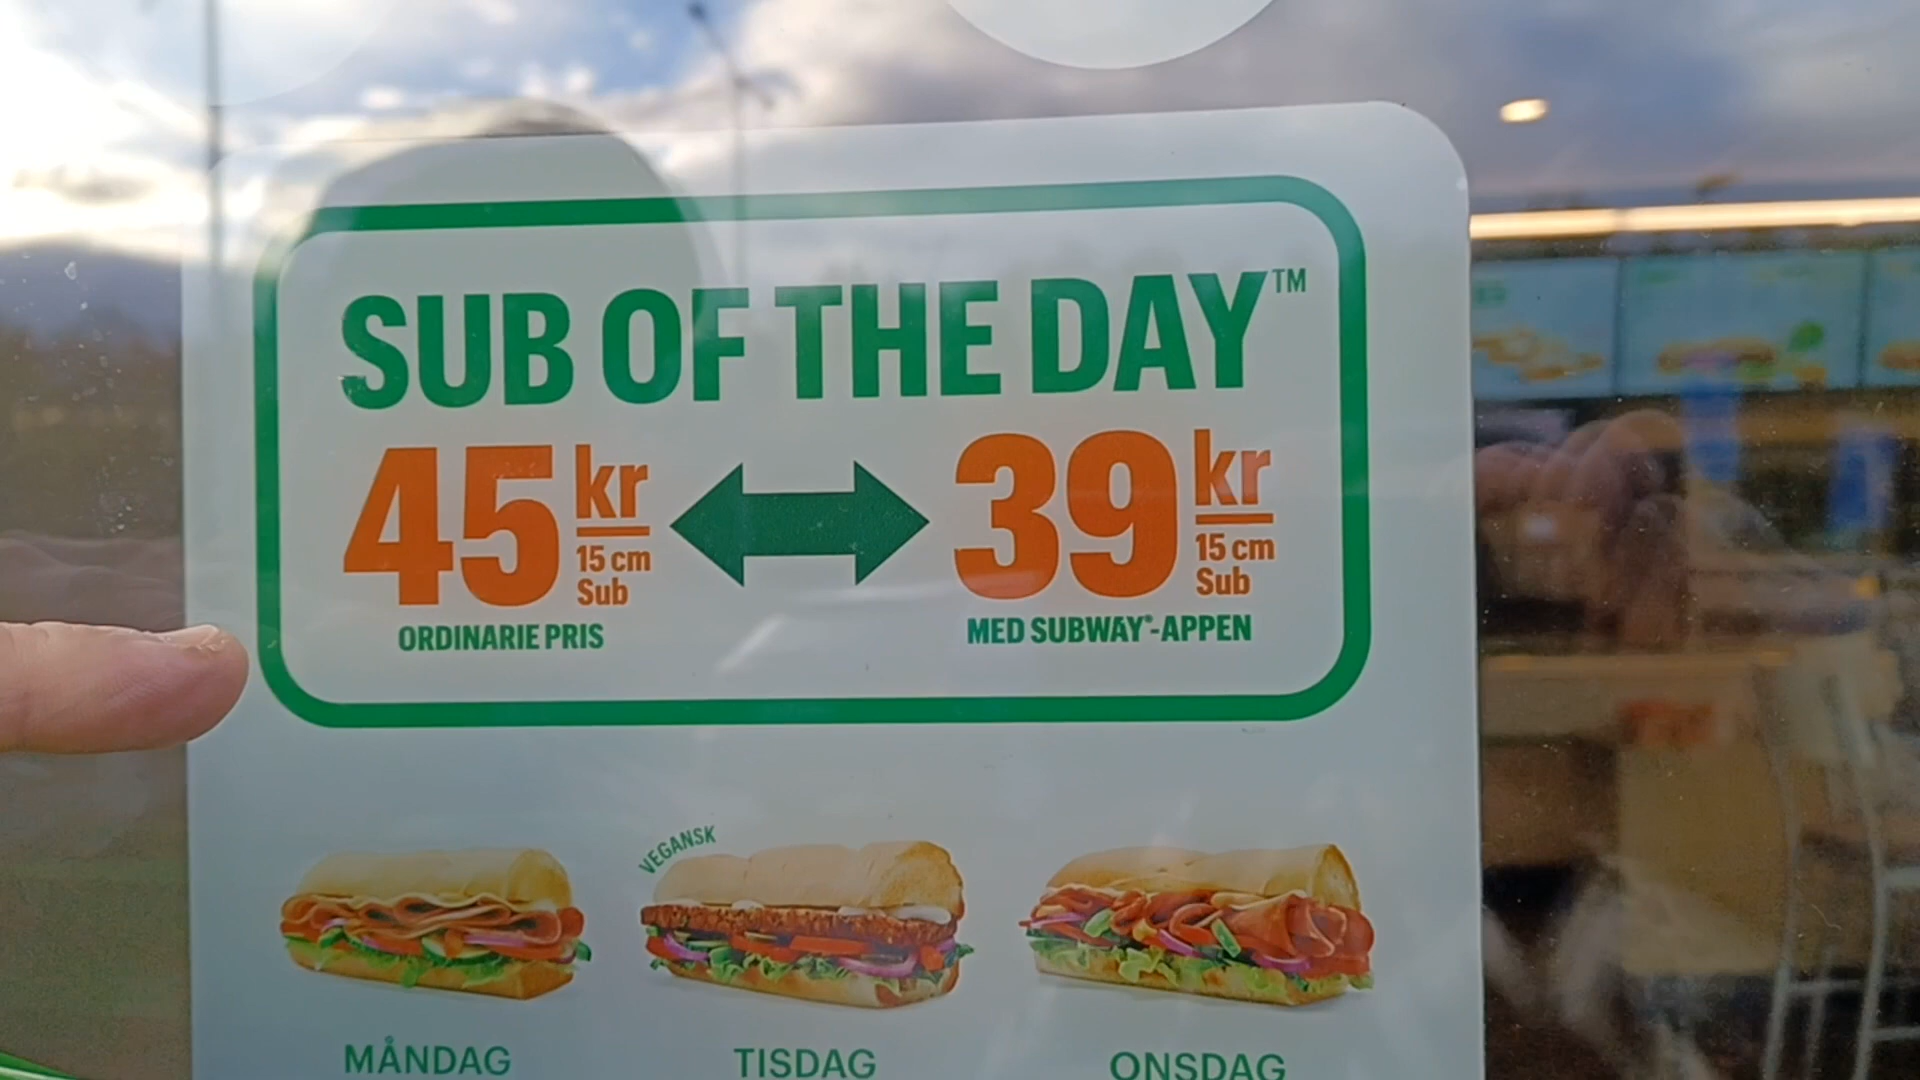 SUB OF THE DAY™
45 kr
15 cm
Sub
ORDINARIE PRIS
39 kr
15 cm
Sub
MED SUBWAY®-APPEN
VEGANSK
MÅNDAG
TISDAG
ONSDAG